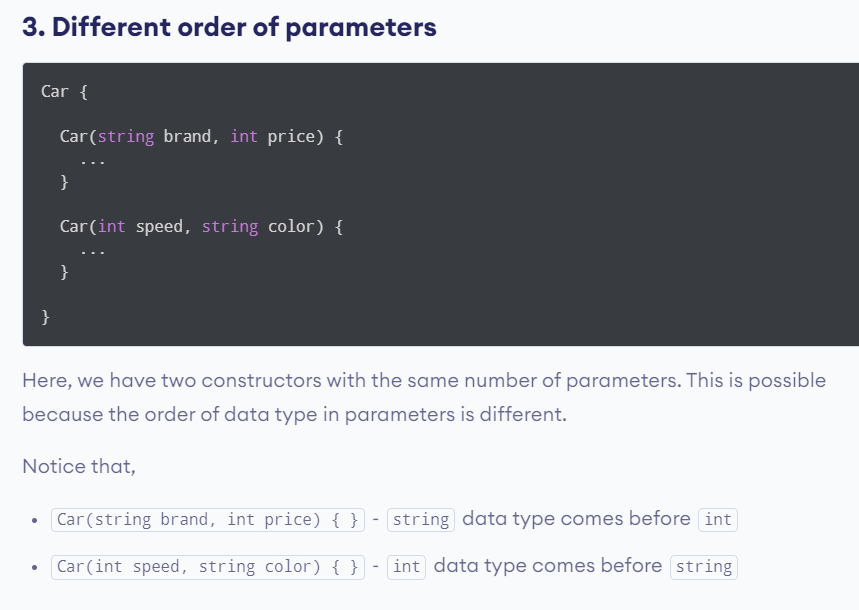 3. Different order of parameters
Car {
Car(string brand, int price) {
...
}
Car(int speed, string color) {
...
}
}
Here, we have two constructors with the same number of parameters. This is possible
because the order of data type in parameters is different.
Notice that,
• Car(string brand, int price) { } - string data type comes before int
• Car(int speed, string color) { } - int data type comes before string